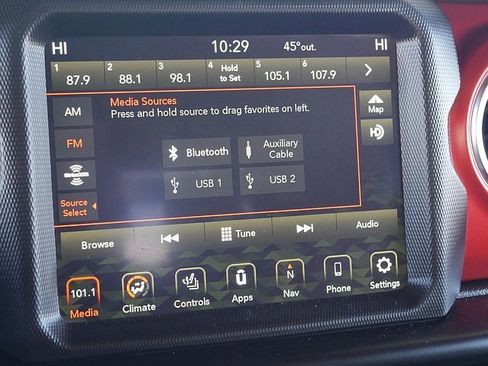 HI 10:29 45° out. HI
1 87.9 2 88.1 3 98.1 4 Hold to Set 5 105.1 6 107.9
Media Sources
Press and hold source to drag favorites on left.
AM
FM
Source
Select
Bluetooth
Auxiliary
Cable
USB 1
USB 2
Map
HD
Browse
Tune
Audio
101.1
Media
Climate
Controls
Apps
N
Nav
Phone
Settings